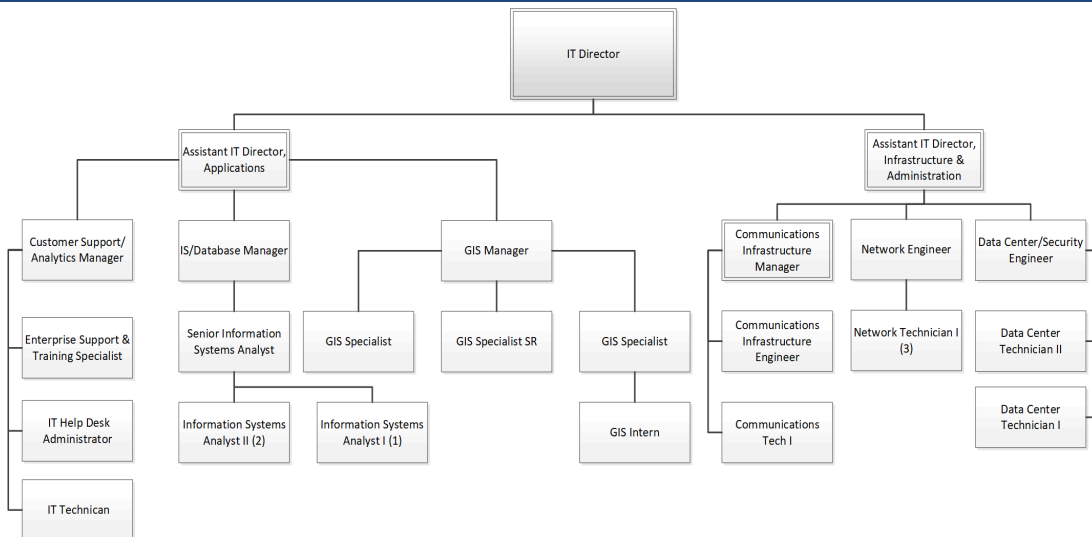 IT Director
Assistant IT Director,
Applications
Assistant IT Director,
Infrastructure &
Administration
Customer Support/
Analytics Manager
IS/Database Manager
GIS Manager
Communications
Infrastructure
Manager
Network Engineer
Data Center/Security
Engineer
Enterprise Support &
Training Specialist
Senior Information
Systems Analyst
GIS Specialist
GIS Specialist SR
GIS Specialist
Communications
Infrastructure
Engineer
Network Technician I
(3)
Data Center
Technician II
IT Help Desk
Administrator
Information Systems
Analyst II (2)
Information Systems
Analyst I (1)
GIS Intern
Communications
Tech I
Data Center
Technician I
IT Technican